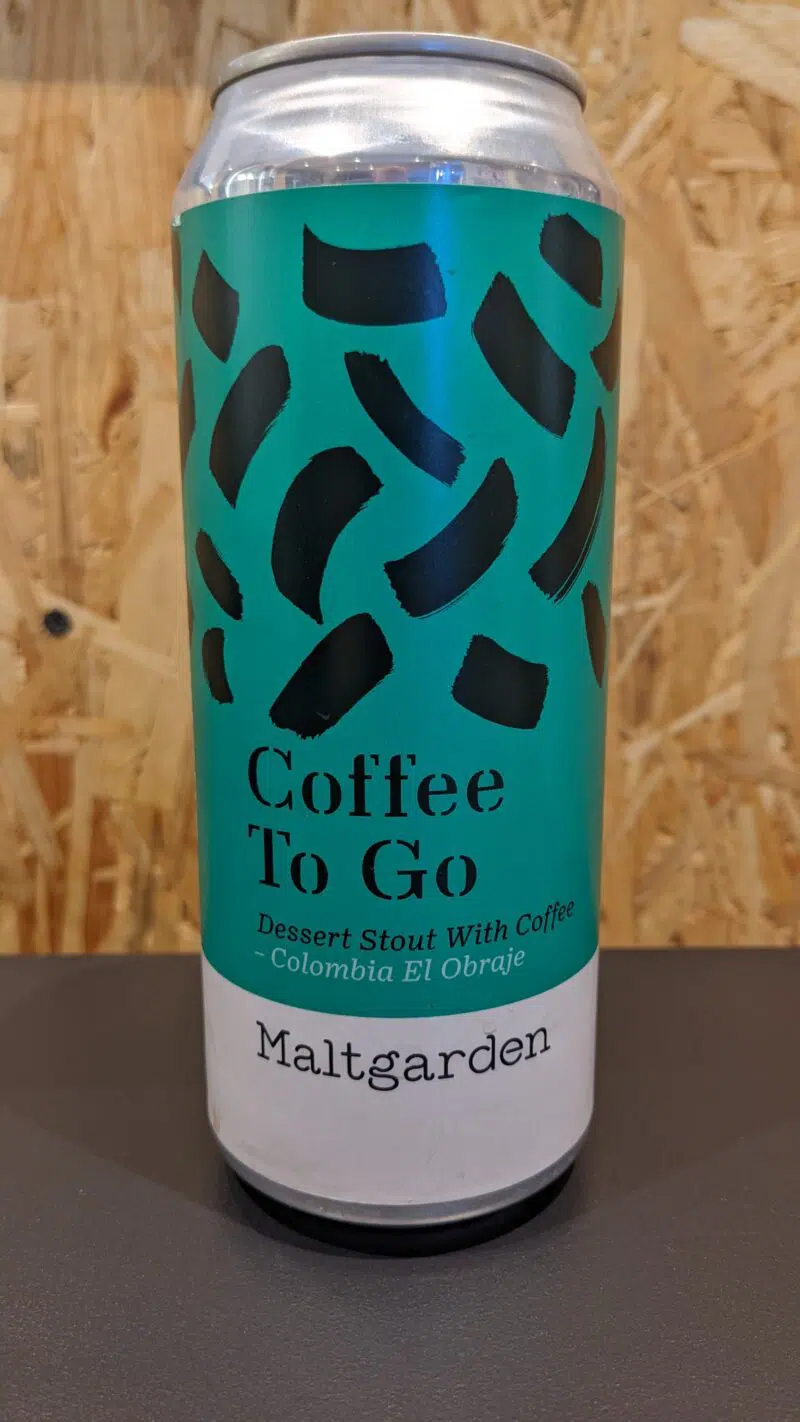 Coffee
To Go
Dessert Stout With Coffee
- Colombia El Obraje
Maltgarden